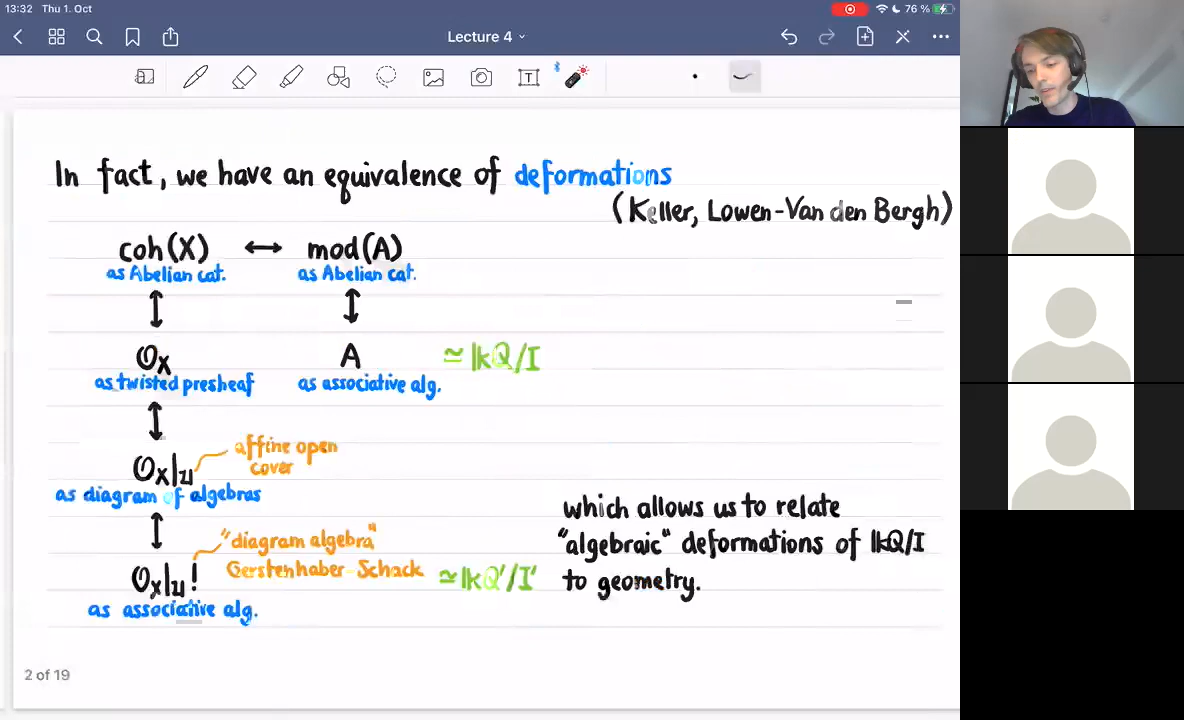 13:32 Thu 1. Oct
76 %
Lecture 4
T
In fact, we have an equivalence of deformations
(Keller, Lowen-Van den Bergh)
coh(X) ↔ mod(A)
as Abelian cat. as Abelian cat.
↕ ↕
𝒪x A ≃ 𝕜Q/I
as twisted presheaf as associative alg.
↕
affine open
cover
𝒪x|𝔘
as diagram of algebras
↕
"diagram algebra"
Gerstenhaber-Schack
𝒪x|𝔘! ≃ 𝕜Q'/I'
as associative alg.
which allows us to relate
"algebraic" deformations of 𝕜Q/I
to geometry.
2 of 19